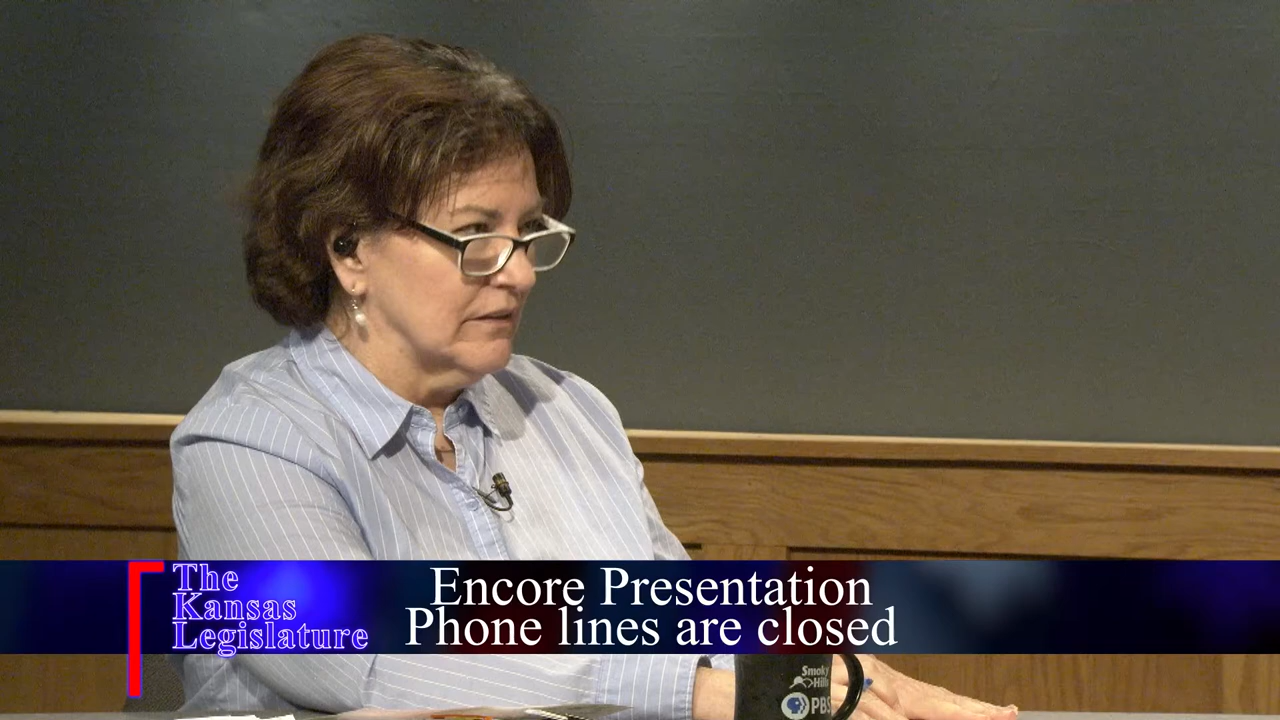 The
Kansas
Legislature
Encore Presentation
Phone lines are closed
Smoky
Hills
PBS